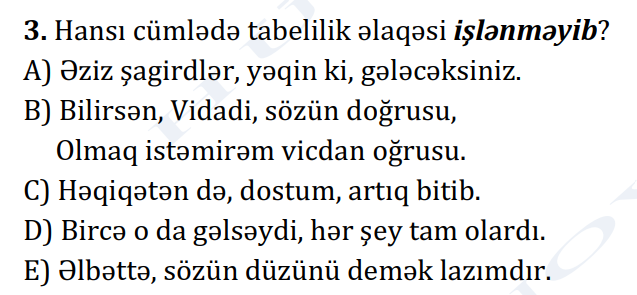 3. Hansı cümlədə tabelilik əlaqəsi işlənməyib?
A) Əziz şagirdlər, yəqin ki, gələcəksiniz.
B) Bilirsən, Vidadi, sözün doğrusu,
Olmaq istəmirəm vicdan oğrusu.
C) Həqiqətən də, dostum, artıq bitib.
D) Bircə o da gəlsəydi, hər şey tam olardı.
E) Əlbəttə, sözün düzünü demək lazımdır.